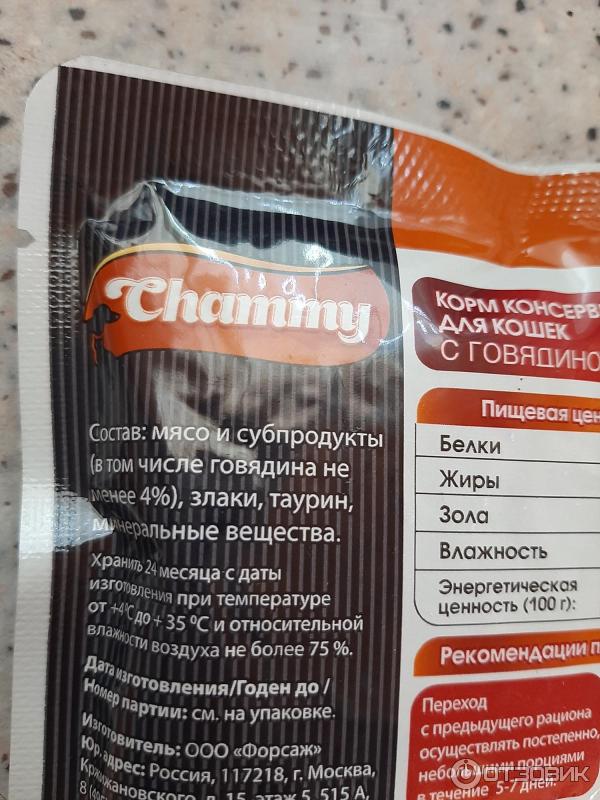 Chammy
Состав: мясо и субпродукты
(в том числе говядина не
менее 4%), злаки, таурин,
минеральные вещества.
Хранить 24 месяца с даты
изготовления при температуре
от +4°С до + 35 °С и относительной
влажности воздуха не более 75 %.
Дата изготовления/Годен до /
Номер партии: см. на упаковке.
Изготовитель: ООО «Форсаж»
Юр. адрес: Россия, 117218, г. Москва,
Кржижановского, д. 15, этаж 5, 515 А,
КОРМ КОНСЕРВ
ДЛЯ КОШЕК
С ГОВЯДИНО
Пищевая цен
Белки
Жиры
Зола
Влажность
Энергетическая
ценность (100 г):
Рекомендации п
Переход
с предыдущего рациона
осуществлять постепенно,
небольшими порциями
в течение 5-7 дней.
ОТЗОВИК